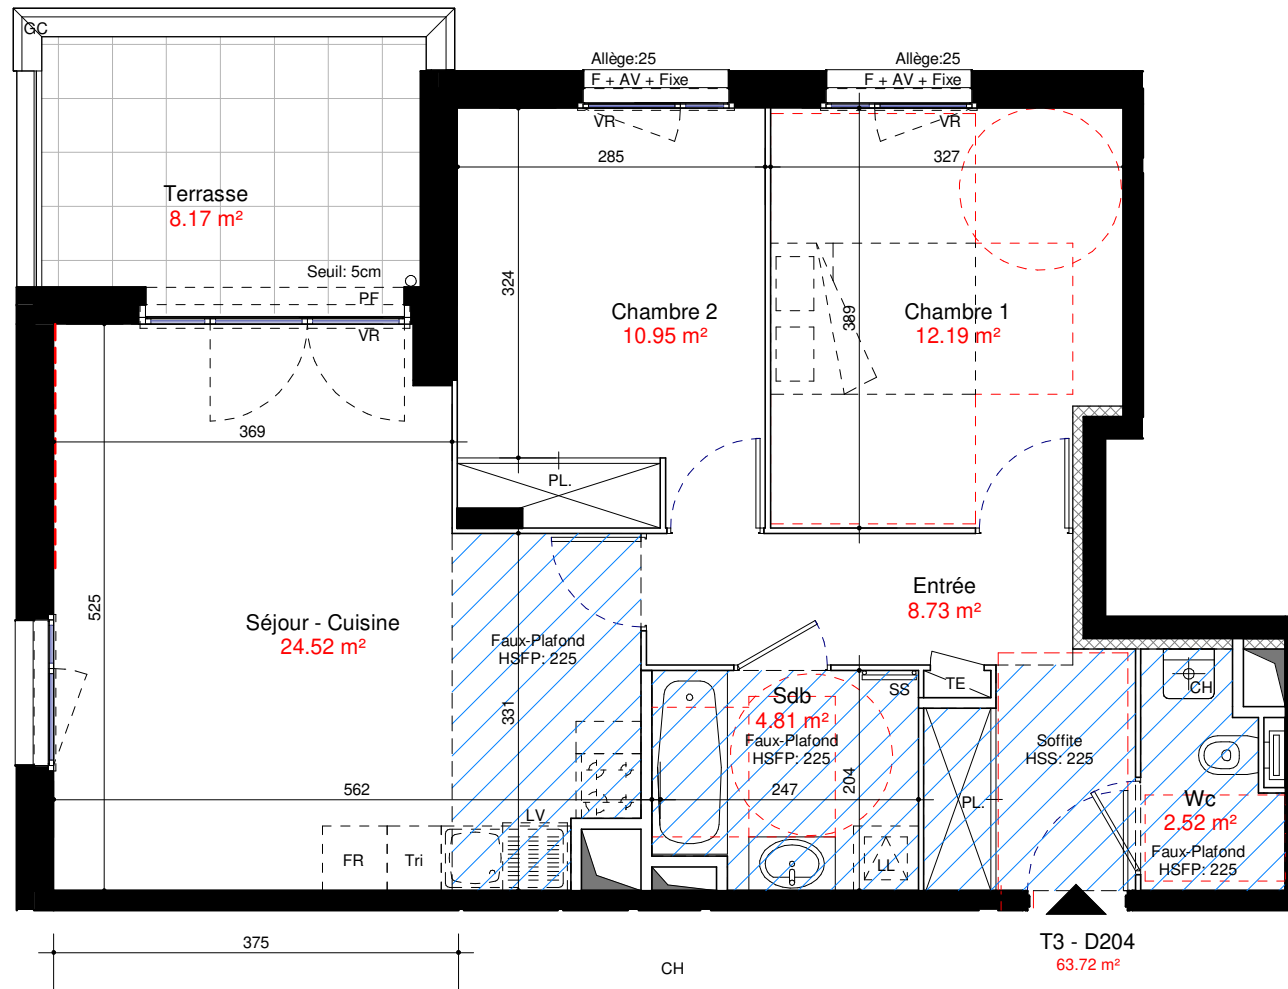 GC
Allège:25
F + AV + Fixe
VR
Allège:25
F + AV + Fixe
VR
285
327
Terrasse
8.17 m²
Seuil: 5cm
PF
VR
324
389
Chambre 2
10.95 m²
Chambre 1
12.19 m²
369
PL.
525
Séjour - Cuisine
24.52 m²
Faux-Plafond
HSFP: 225
331
Entrée
8.73 m²
Sdb
4.81 m²
Faux-Plafond
HSFP: 225
SS
TE
CH
Soffite
HSS: 225
204
562
247
PL.
Wc
2.52 m²
Faux-Plafond
HSFP: 225
LV
FR
Tri
LL
375
CH
T3 - D204
63.72 m²